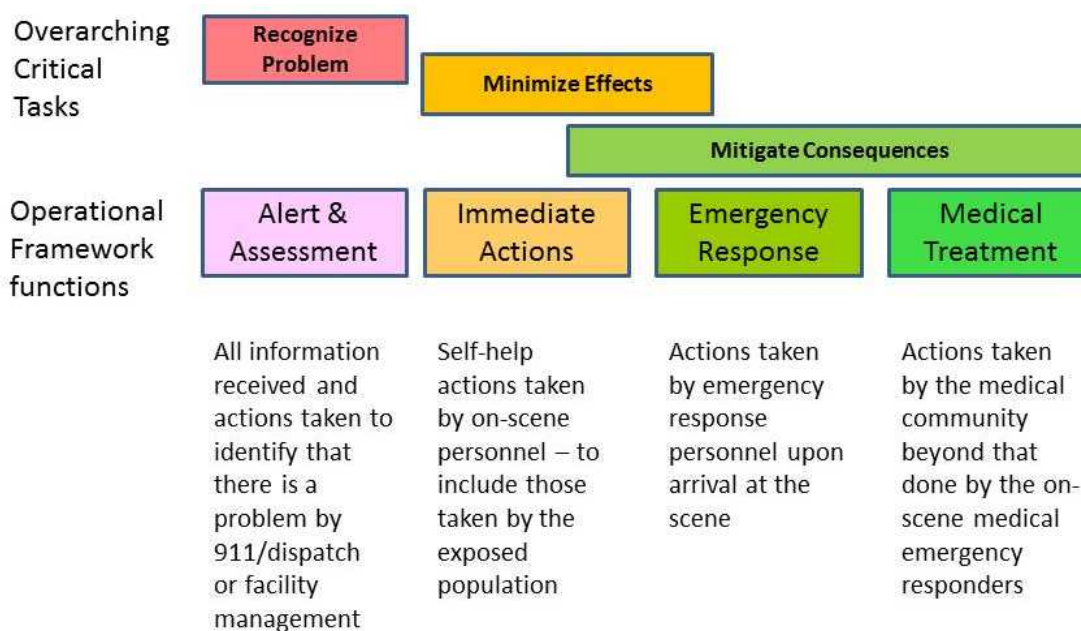 Overarching
Critical
Tasks
Recognize
Problem
Minimize Effects
Mitigate Consequences
Operational
Framework
functions
Alert &
Assessment
Immediate
Actions
Emergency
Response
Medical
Treatment
All information
received and
actions taken to
identify that
there is a
problem by
911/dispatch
or facility
management
Self-help
actions taken
by on-scene
personnel – to
include those
taken by the
exposed
population
Actions taken
by emergency
response
personnel upon
arrival at the
scene
Actions taken
by the medical
community
beyond that
done by the on-
scene medical
emergency
responders